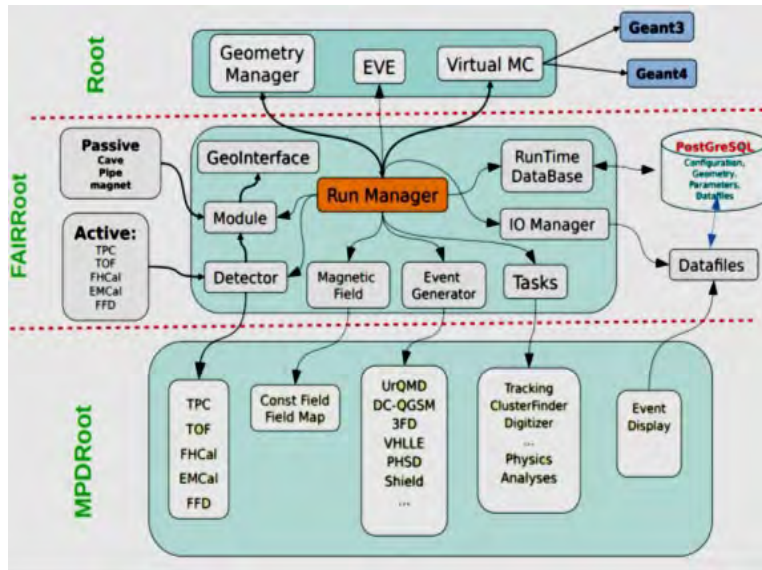 Root
Geometry
Manager
EVE
Virtual MC
Geant3
Geant4
FAIRRoot
Passive
Cave
Pipe
magnet
Active:
TPC
TOF
FHCal
EMCal
FFD
GeoInterface
Module
Detector
Run Manager
Magnetic
Field
Event
Generator
Tasks
RunTime
DataBase
IO Manager
PostGreSQL
Configuration,
Geometry,
Parameters,
Datafiles
Datafiles
MPDRoot
TPC
TOF
FHCal
EMCal
FFD
Const Field
Field Map
UrQMD
DC-QGSM
3FD
VHLLE
PHSD
Shield
...
Tracking
ClusterFinder
Digitizer
...
Physics
Analyses
Event
Display